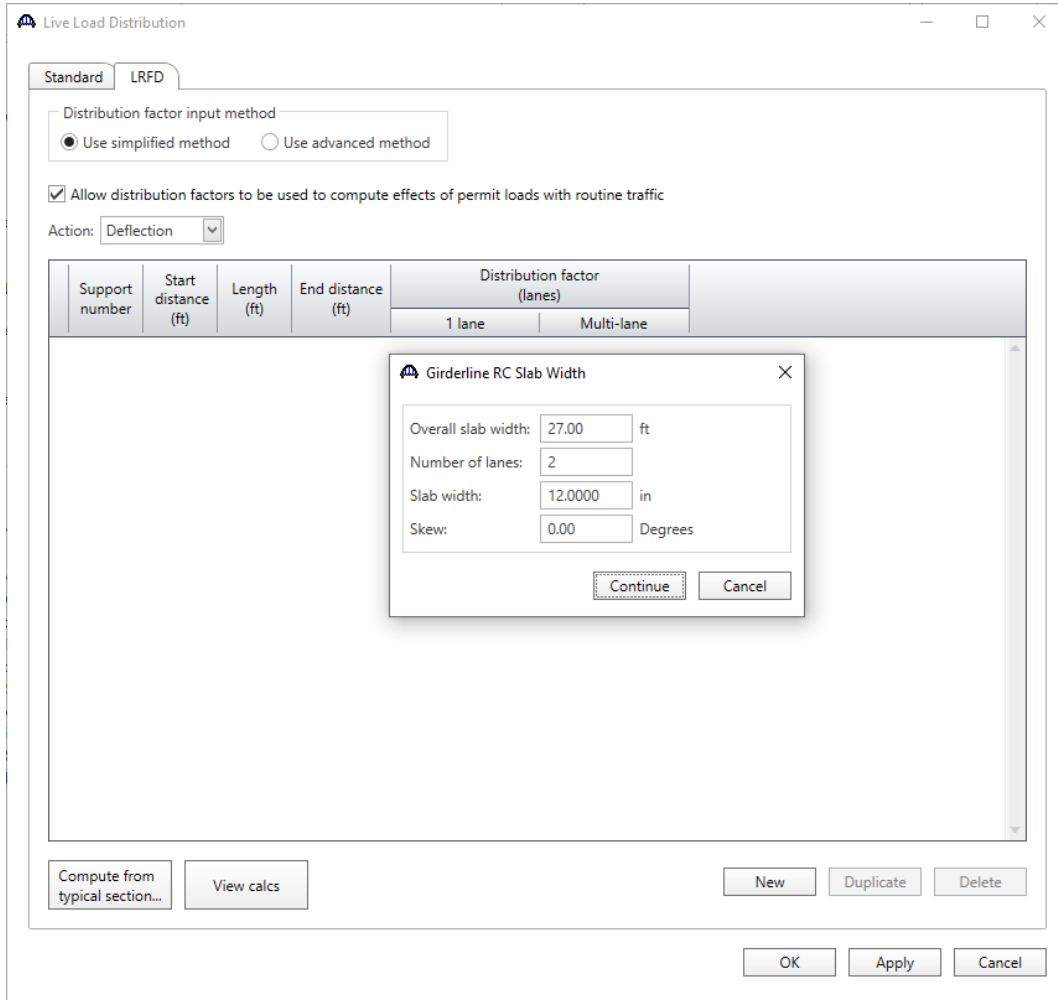 Live Load Distribution
Standard
LRFD
Distribution factor input method
Use simplified method
Use advanced method
Allow distribution factors to be used to compute effects of permit loads with routine traffic
Action:
Deflection
Support
number
Start
distance
(ft)
Length
(ft)
End distance
(ft)
Distribution factor
(lanes)
1 lane
Multi-lane
Girderline RC Slab Width
Overall slab width: 27.00 ft
Number of lanes: 2
Slab width: 12.0000 in
Skew: 0.00 Degrees
Continue
Cancel
Compute from
typical section...
View calcs
New
Duplicate
Delete
OK
Apply
Cancel